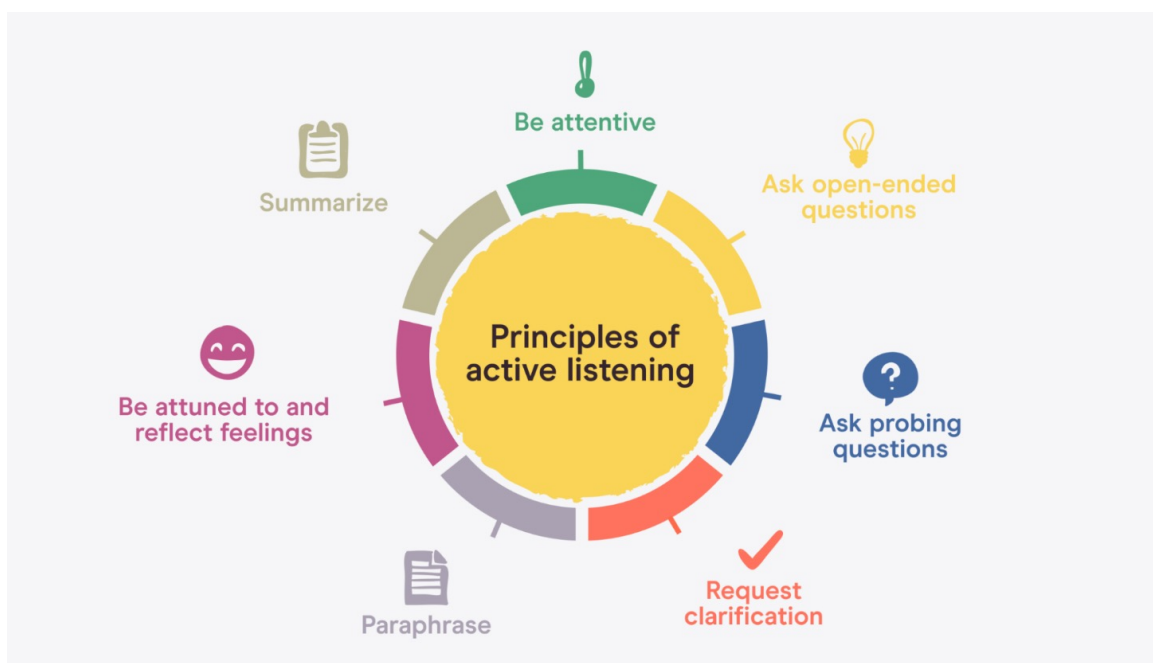 Principles of
active listening
Be attentive
Ask open-ended
questions
Ask probing
questions
Request
clarification
Paraphrase
Be attuned to and
reflect feelings
Summarize